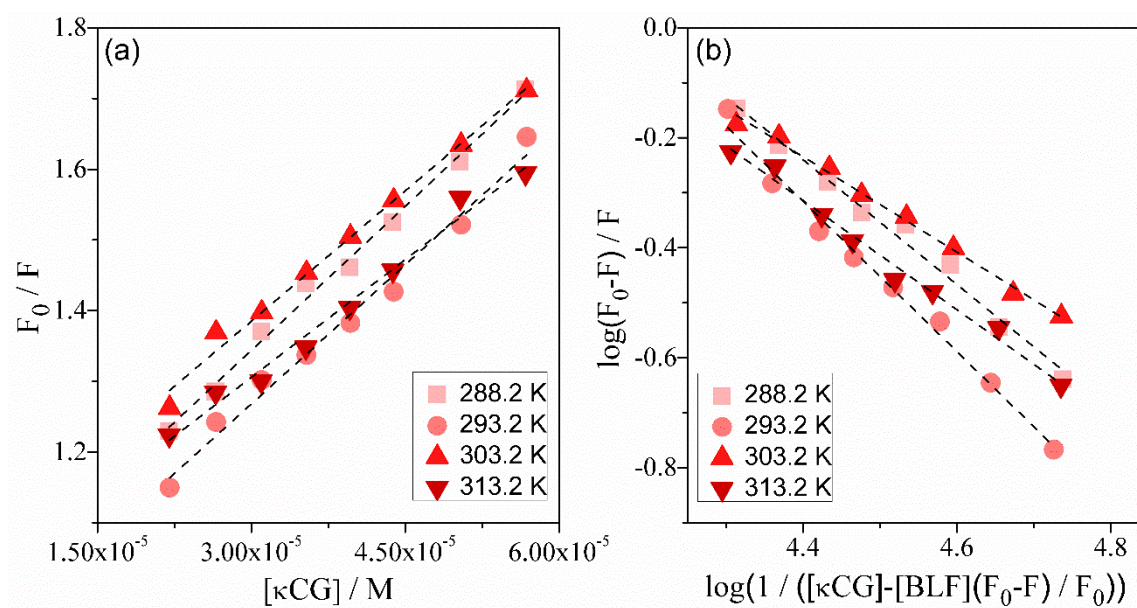 (a)
F₀ / F
1.8
1.6
1.4
1.2
1.50x10⁻⁵
3.00x10⁻⁵
4.50x10⁻⁵
6.00x10⁻⁵
[κCG] / M
288.2 K
293.2 K
303.2 K
313.2 K
(b)
log(F₀-F) / F
0.0
-0.2
-0.4
-0.6
-0.8
4.4
4.6
4.8
log(1 / ([κCG]-[BLF](F₀-F) / F₀))
288.2 K
293.2 K
303.2 K
313.2 K